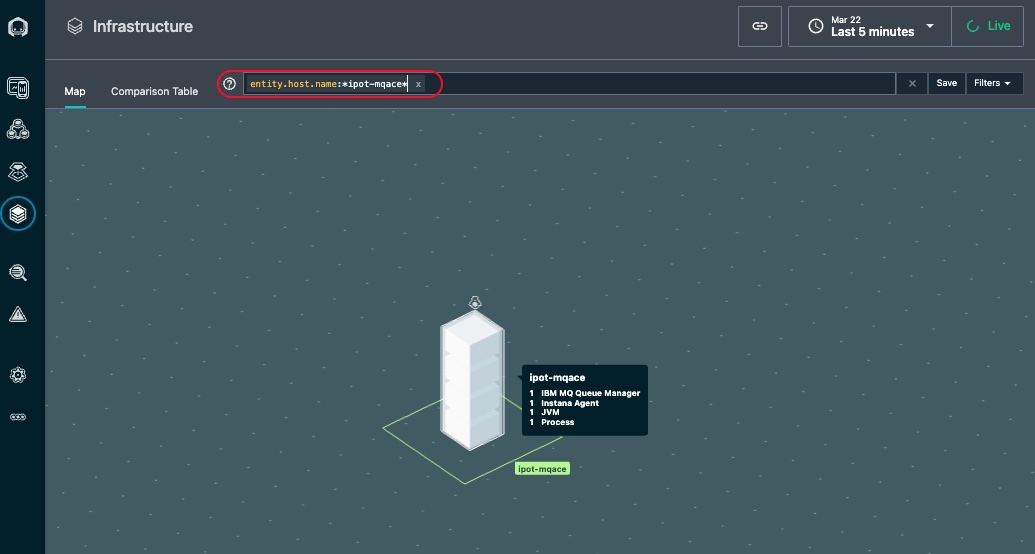 Infrastructure
Mar 22
Last 5 minutes
Live
Map
Comparison Table
entity.host.name:*ipot-mqace*
x
Save
Filters
ipot-mqace
1 IBM MQ Queue Manager
1 Instana Agent
1 JVM
1 Process
ipot-mqace